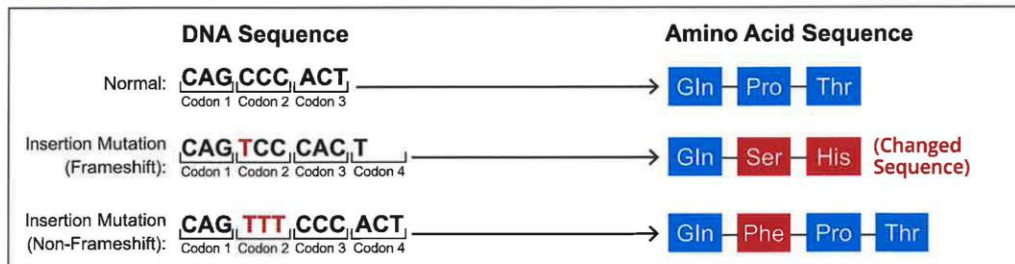 DNA Sequence
Amino Acid Sequence
Normal:
CAG CCC ACT
Codon 1 Codon 2 Codon 3
Gln Pro Thr
Insertion Mutation
(Frameshift):
CAG TCC CAC T
Codon 1 Codon 2 Codon 3 Codon 4
Gln Ser His
(Changed
Sequence)
Insertion Mutation
(Non-Frameshift):
CAG TTT CCC ACT
Codon 1 Codon 2 Codon 3 Codon 4
Gln Phe Pro Thr